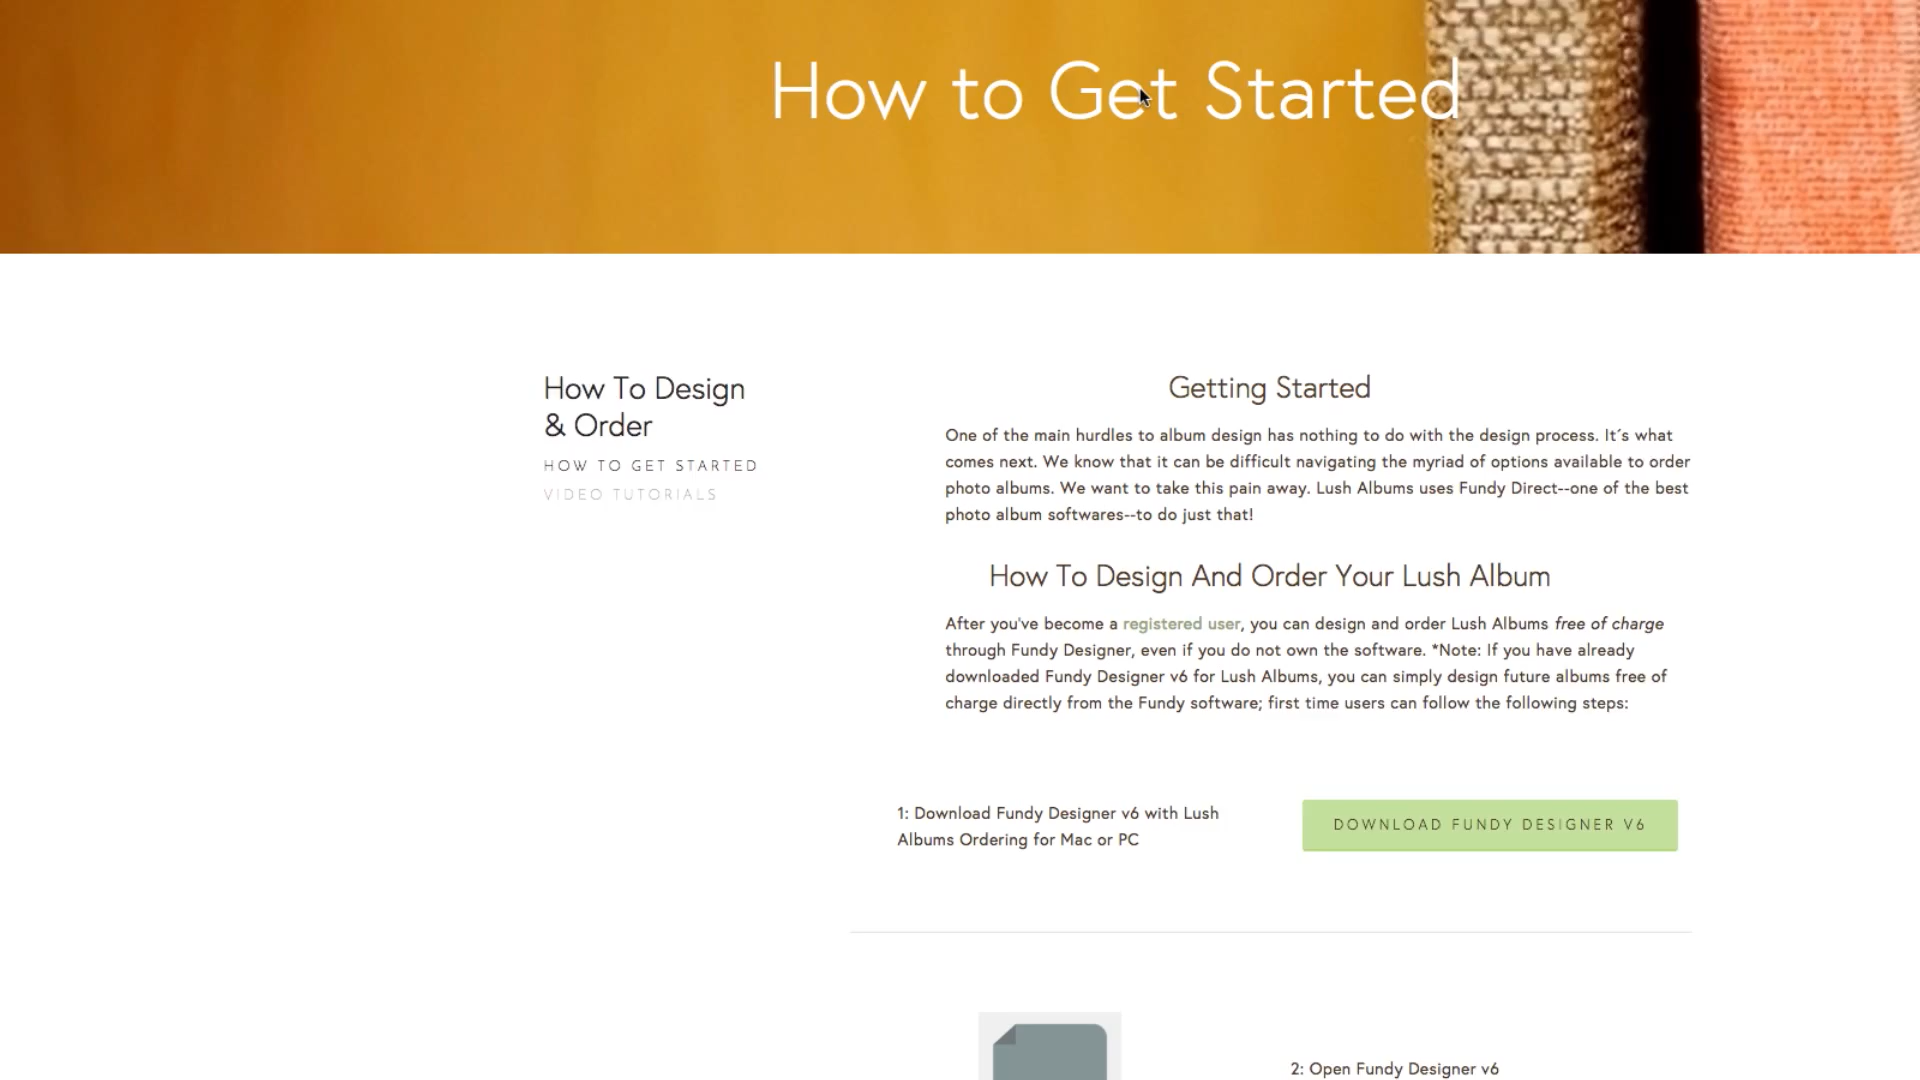 How to Get Started
How To Design
& Order
HOW TO GET STARTED
VIDEO TUTORIALS
Getting Started
One of the main hurdles to album design has nothing to do with the design process. It´s what
comes next. We know that it can be difficult navigating the myriad of options available to order
photo albums. We want to take this pain away. Lush Albums uses Fundy Direct--one of the best
photo album softwares--to do just that!
How To Design And Order Your Lush Album
After you've become a registered user, you can design and order Lush Albums free of charge
through Fundy Designer, even if you do not own the software. *Note: If you have already
downloaded Fundy Designer v6 for Lush Albums, you can simply design future albums free of
charge directly from the Fundy software; first time users can follow the following steps:
1: Download Fundy Designer v6 with Lush
Albums Ordering for Mac or PC
DOWNLOAD FUNDY DESIGNER V6
2: Open Fundy Designer v6